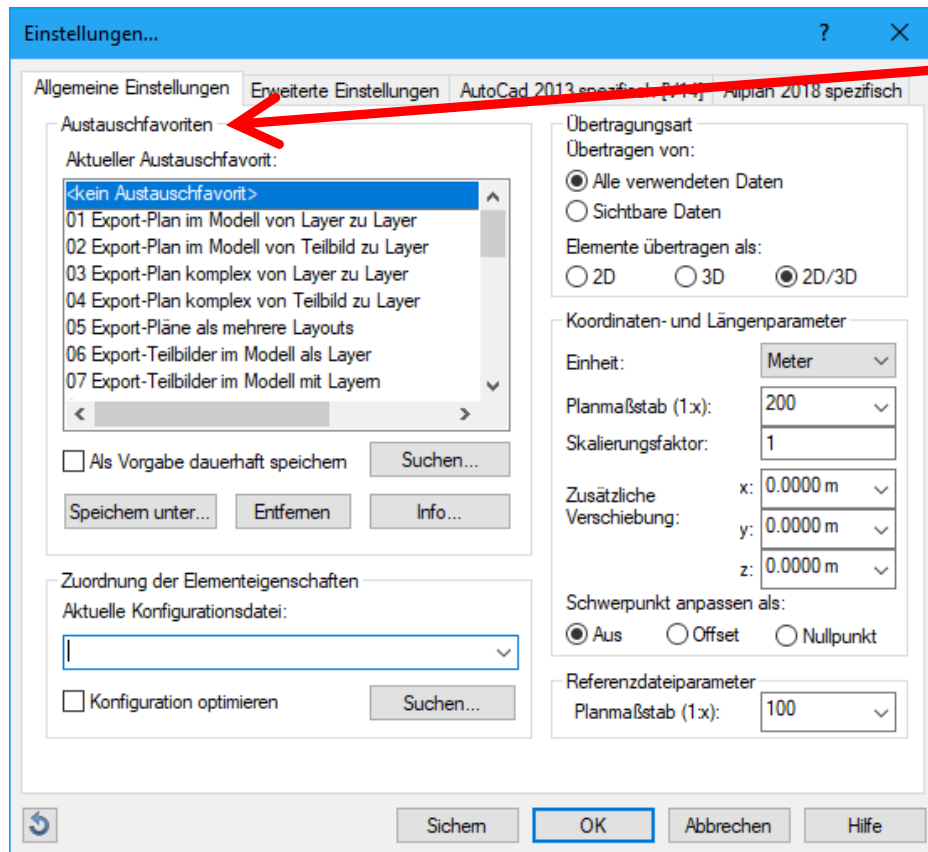 Einstellungen...
?
Allgemeine Einstellungen
Erweiterte Einstellungen
AutoCad 2013 spezifisch [1/14]
Allplan 2018 spezifisch
Austauschfavoriten
Aktueller Austauschfavorit:
<kein Austauschfavorit>
01 Export-Plan im Modell von Layer zu Layer
02 Export-Plan im Modell von Teilbild zu Layer
03 Export-Plan komplex von Layer zu Layer
04 Export-Plan komplex von Teilbild zu Layer
05 Export-Pläne als mehrere Layouts
06 Export-Teilbilder im Modell als Layer
07 Export-Teilbilder im Modell mit Layern
Als Vorgabe dauerhaft speichern
Suchen...
Speichern unter...
Entfernen
Info...
Zuordnung der Elementeigenschaften
Aktuelle Konfigurationsdatei:
Konfiguration optimieren
Suchen...
Übertragungsart
Übertragen von:
Alle verwendeten Daten
Sichtbare Daten
Elemente übertragen als:
2D
3D
2D/3D
Koordinaten- und Längenparameter
Einheit:
Meter
Planmaßstab (1:x):
200
Skalierungsfaktor:
1
Zusätzliche
Verschiebung:
x:
0.0000 m
y:
0.0000 m
z:
0.0000 m
Schwerpunkt anpassen als:
Aus
Offset
Nullpunkt
Referenzdateiparameter
Planmaßstab (1:x):
100
Sichern
OK
Abbrechen
Hilfe